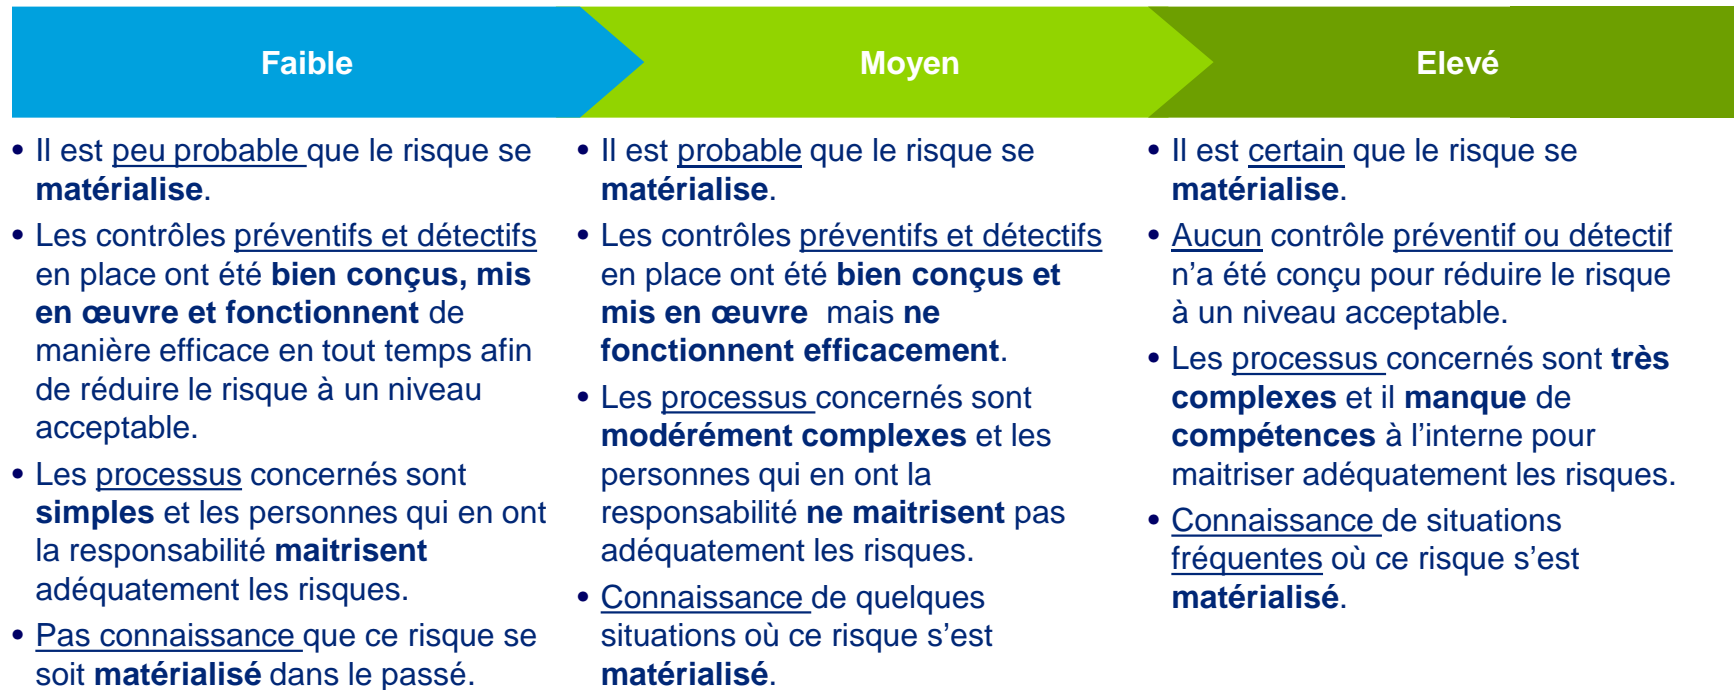 Faible
Moyen
Elevé
• Il est peu probable que le risque se
matérialise.
• Les contrôles préventifs et détectifs
en place ont été bien conçus, mis
en œuvre et fonctionnent de
manière efficace en tout temps afin
de réduire le risque à un niveau
acceptable.
• Les processus concernés sont
simples et les personnes qui en ont
la responsabilité maitrisent
adéquatement les risques.
• Pas connaissance que ce risque se
soit matérialisé dans le passé.
• Il est probable que le risque se
matérialise.
• Les contrôles préventifs et détectifs
en place ont été bien conçus et
mis en œuvre mais ne
fonctionnent efficacement.
• Les processus concernés sont
modérément complexes et les
personnes qui en ont la
responsabilité ne maitrisent pas
adéquatement les risques.
• Connaissance de quelques
situations où ce risque s’est
matérialisé.
• Il est certain que le risque se
matérialise.
• Aucun contrôle préventif ou détectif
n’a été conçu pour réduire le risque
à un niveau acceptable.
• Les processus concernés sont très
complexes et il manque de
compétences à l’interne pour
maitriser adéquatement les risques.
• Connaissance de situations
fréquentes où ce risque s’est
matérialisé.